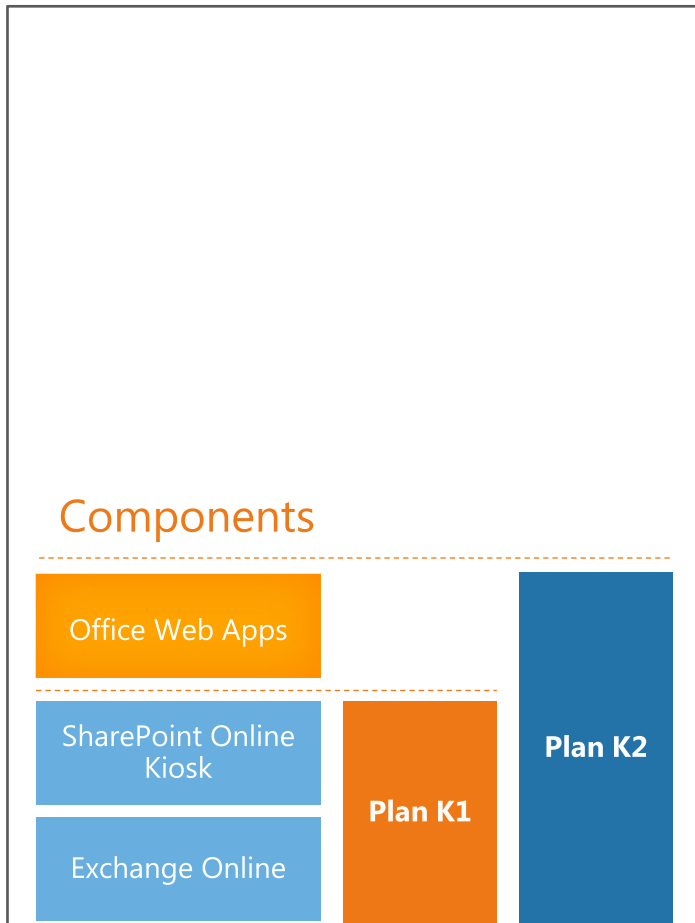 Components
Office Web Apps
SharePoint Online
Kiosk
Plan K2
Plan K1
Exchange Online